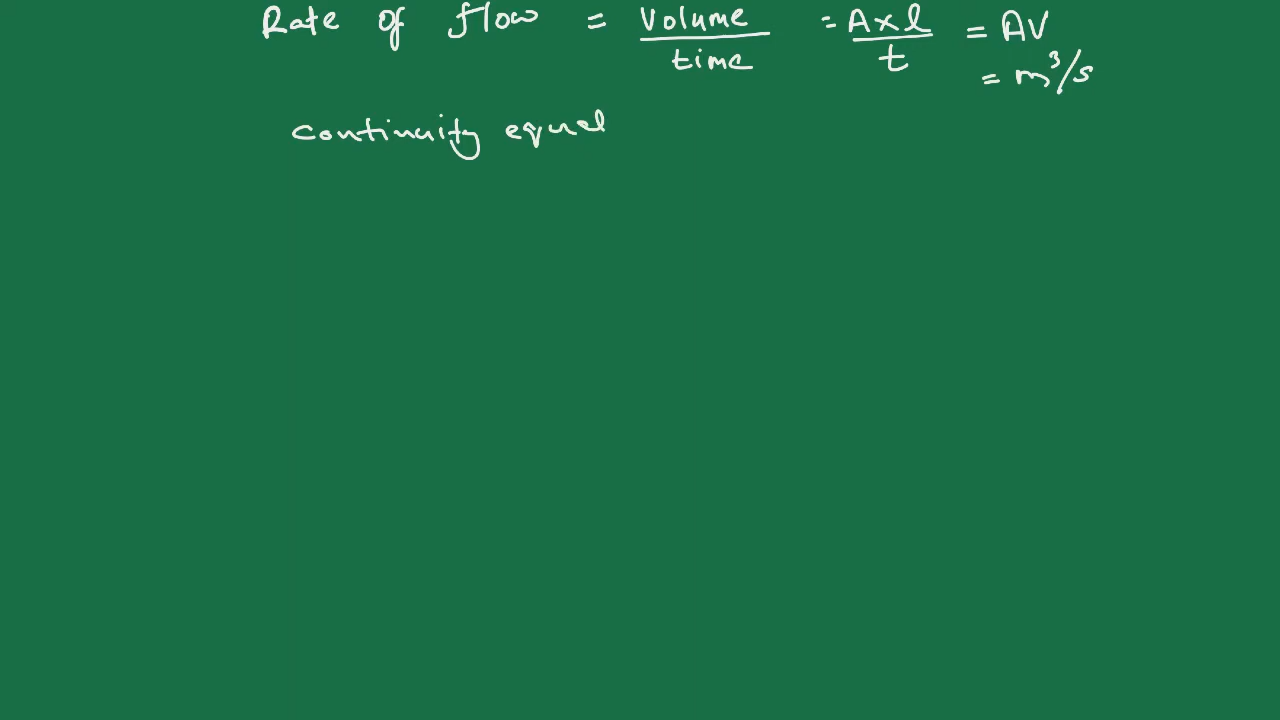 Rate of flow = Volume / time = A x l / t = AV
= m³/s
continuity equal